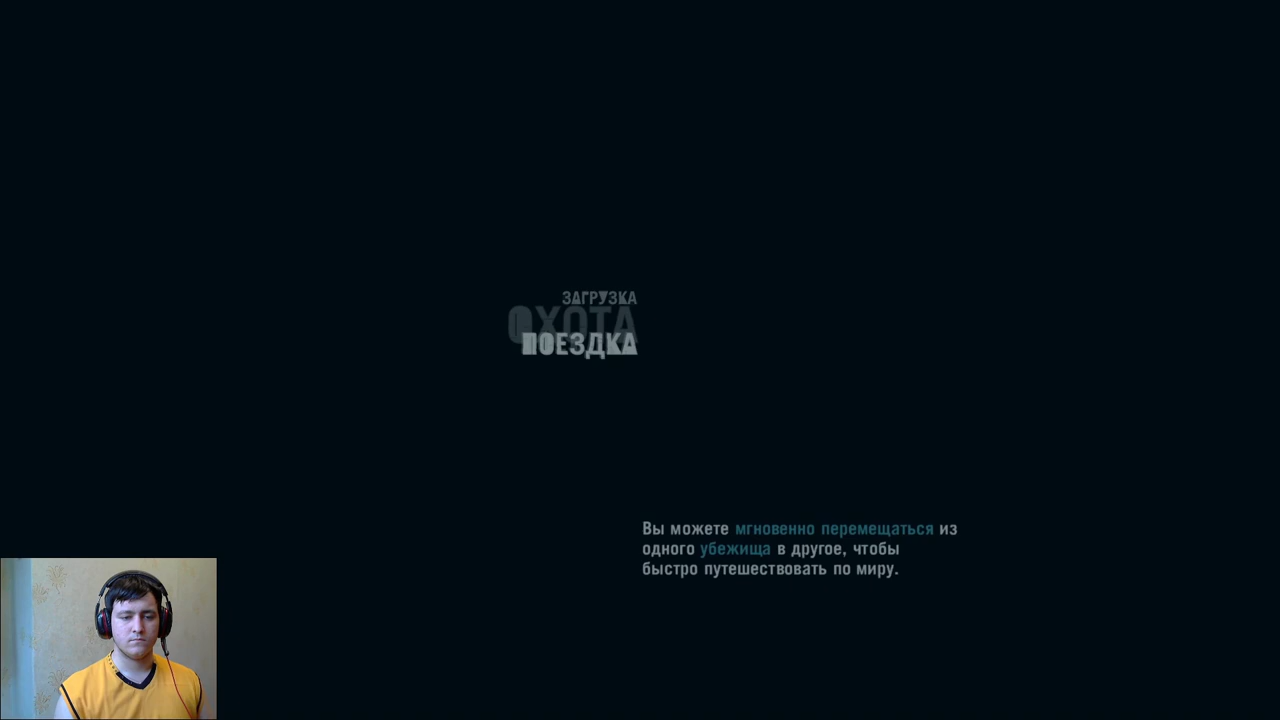 ЗАГРУЗКА
ОХОТА
ПОЕЗДКА
Вы можете мгновенно перемещаться из
одного убежища в другое, чтобы
быстро путешествовать по миру.